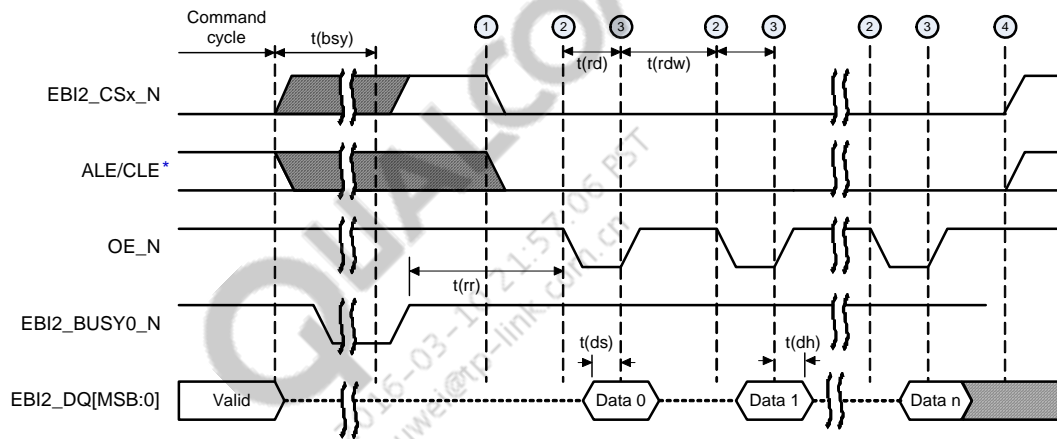 Command
cycle
t(bsy)
1
2
3
2
3
2
3
4
t(rd)
t(rdw)
EBI2_CSx_N
ALE/CLE*
OE_N
t(rr)
EBI2_BUSY0_N
t(ds)
t(dh)
EBI2_DQ[MSB:0]
Valid
Data 0
Data 1
Data n